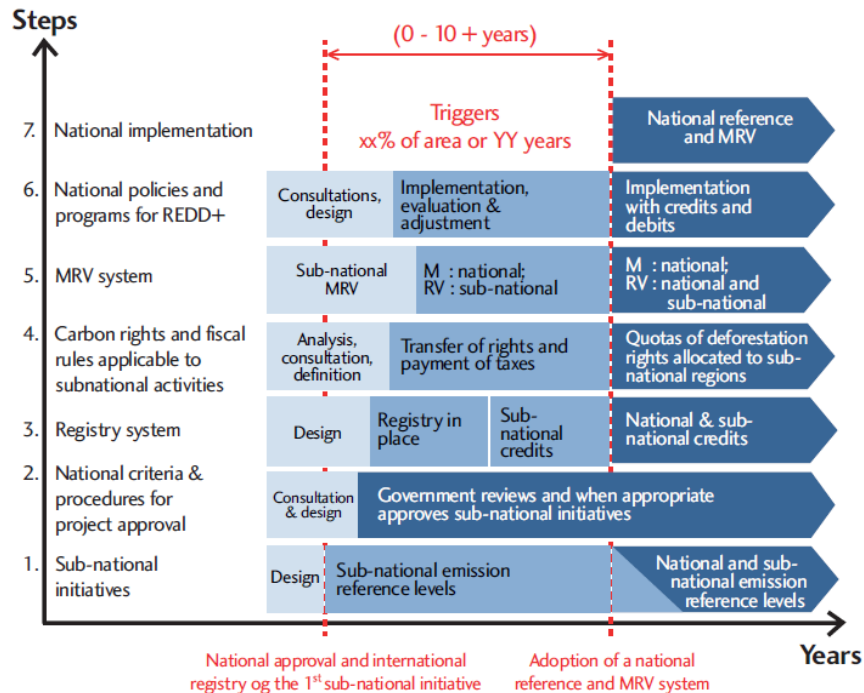 Steps
(0 - 10 + years)
Triggers
xx% of area or YY years
7. National implementation
National reference
and MRV
6. National policies and
programs for REDD+
Consultations,
design
Implementation,
evaluation &
adjustment
Implementation
with credits and
debits
5. MRV system
Sub-national
MRV
M : national;
RV : sub-national
M : national;
RV : national and
sub-national
4. Carbon rights and fiscal
rules applicable to
subnational activities
Analysis,
consultation,
definition
Transfer of rights and
payment of taxes
Quotas of deforestation
rights allocated to sub-
national regions
3. Registry system
Design
Registry in
place
Sub-
national
credits
National & sub-
national credits
2. National criteria &
procedures for
project approval
Consultation
& design
Government reviews and when appropriate
approves sub-national initiatives
1. Sub-national
initiatives
Design
Sub-national emission
reference levels
National and sub-
national emission
reference levels
Years
National approval and international
registry og the 1st sub-national initiative
Adoption of a national
reference and MRV system